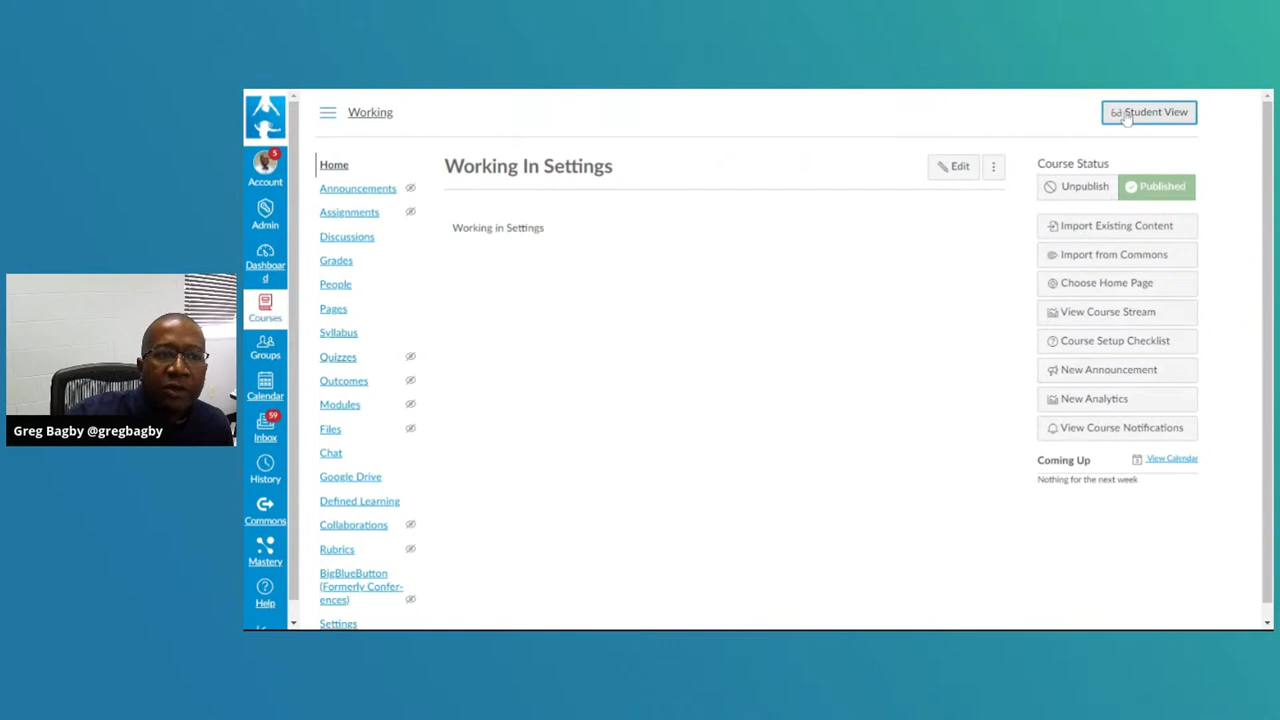 Working
Student View
5
Account
Admin
Dashboar
d
Courses
Groups
Calendar
59
Inbox
History
Commons
Mastery
Help
Home
Announcements
Assignments
Discussions
Grades
People
Pages
Syllabus
Quizzes
Outcomes
Modules
Files
Chat
Google Drive
Defined Learning
Collaborations
Rubrics
BigBlueButton
(Formerly Confer-
ences)
Settings
Working In Settings
Edit
Working in Settings
Course Status
Unpublish
Published
Import Existing Content
Import from Commons
Choose Home Page
View Course Stream
Course Setup Checklist
New Announcement
New Analytics
View Course Notifications
Coming Up
View Calendar
Nothing for the next week
Greg Bagby @gregbagby